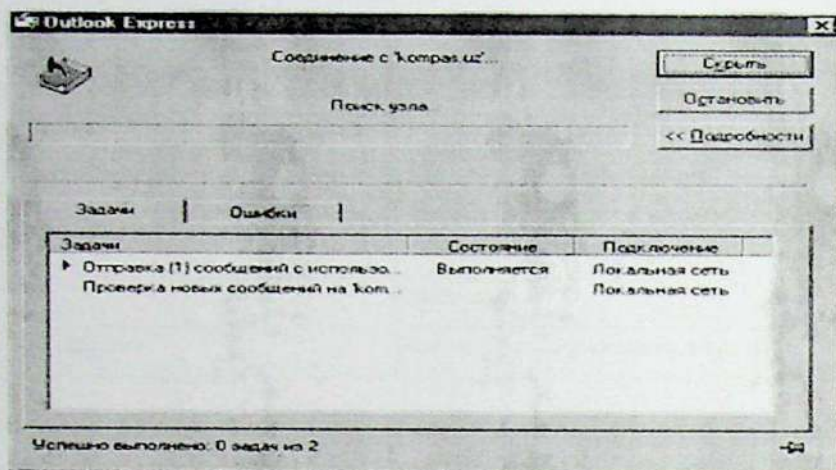 Outlook Express
Соединение с 'kompas.uz'...
Скрыть
Поиск узла
Остановить
<< Подробности
Задачи
Ошибки
Задачи Состояние Подключение
Отправка (1) сообщений с использо... Выполняется Локальная сеть
Проверка новых сообщений на 'kom... Локальная сеть
Успешно выполнено: 0 задач из 2